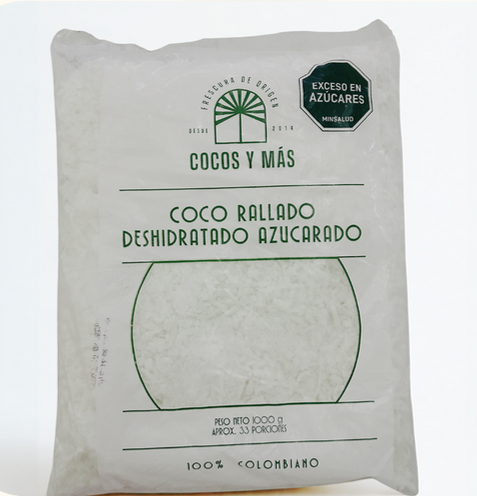 FRESCURA DE ORIGEN
DESDE 2014
COCOS Y MÁS
EXCESO EN
AZÚCARES
MINSALUD
COCO RALLADO
DESHIDRATADO AZUCARADO
PESO NETO 1000 g
APROX. 33 PORCIONES
100% COLOMBIANO